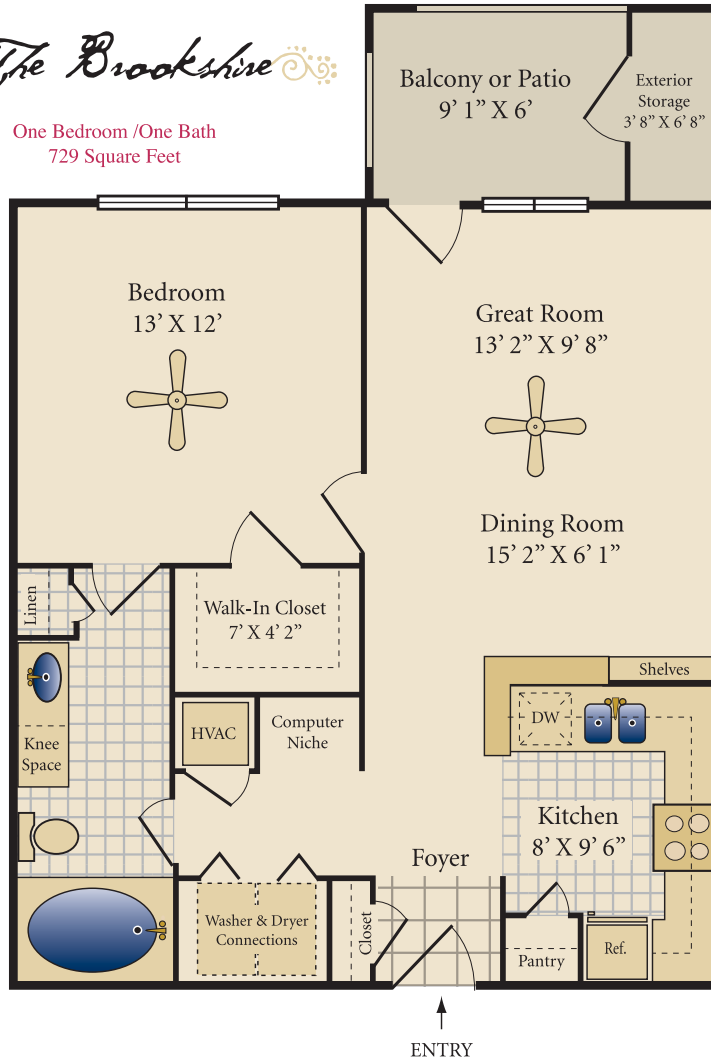 The Brookshire
One Bedroom /One Bath
729 Square Feet
Balcony or Patio
9’ 1” X 6’
Exterior
Storage
3’ 8” X 6’ 8”
Bedroom
13’ X 12’
Great Room
13’ 2” X 9’ 8”
Dining Room
15’ 2” X 6’ 1”
Linen
Walk-In Closet
7’ X 4’ 2”
Shelves
HVAC
Computer
Niche
DW
Knee
Space
Kitchen
8’ X 9’ 6”
Foyer
Washer & Dryer
Connections
Closet
Pantry
Ref.
ENTRY